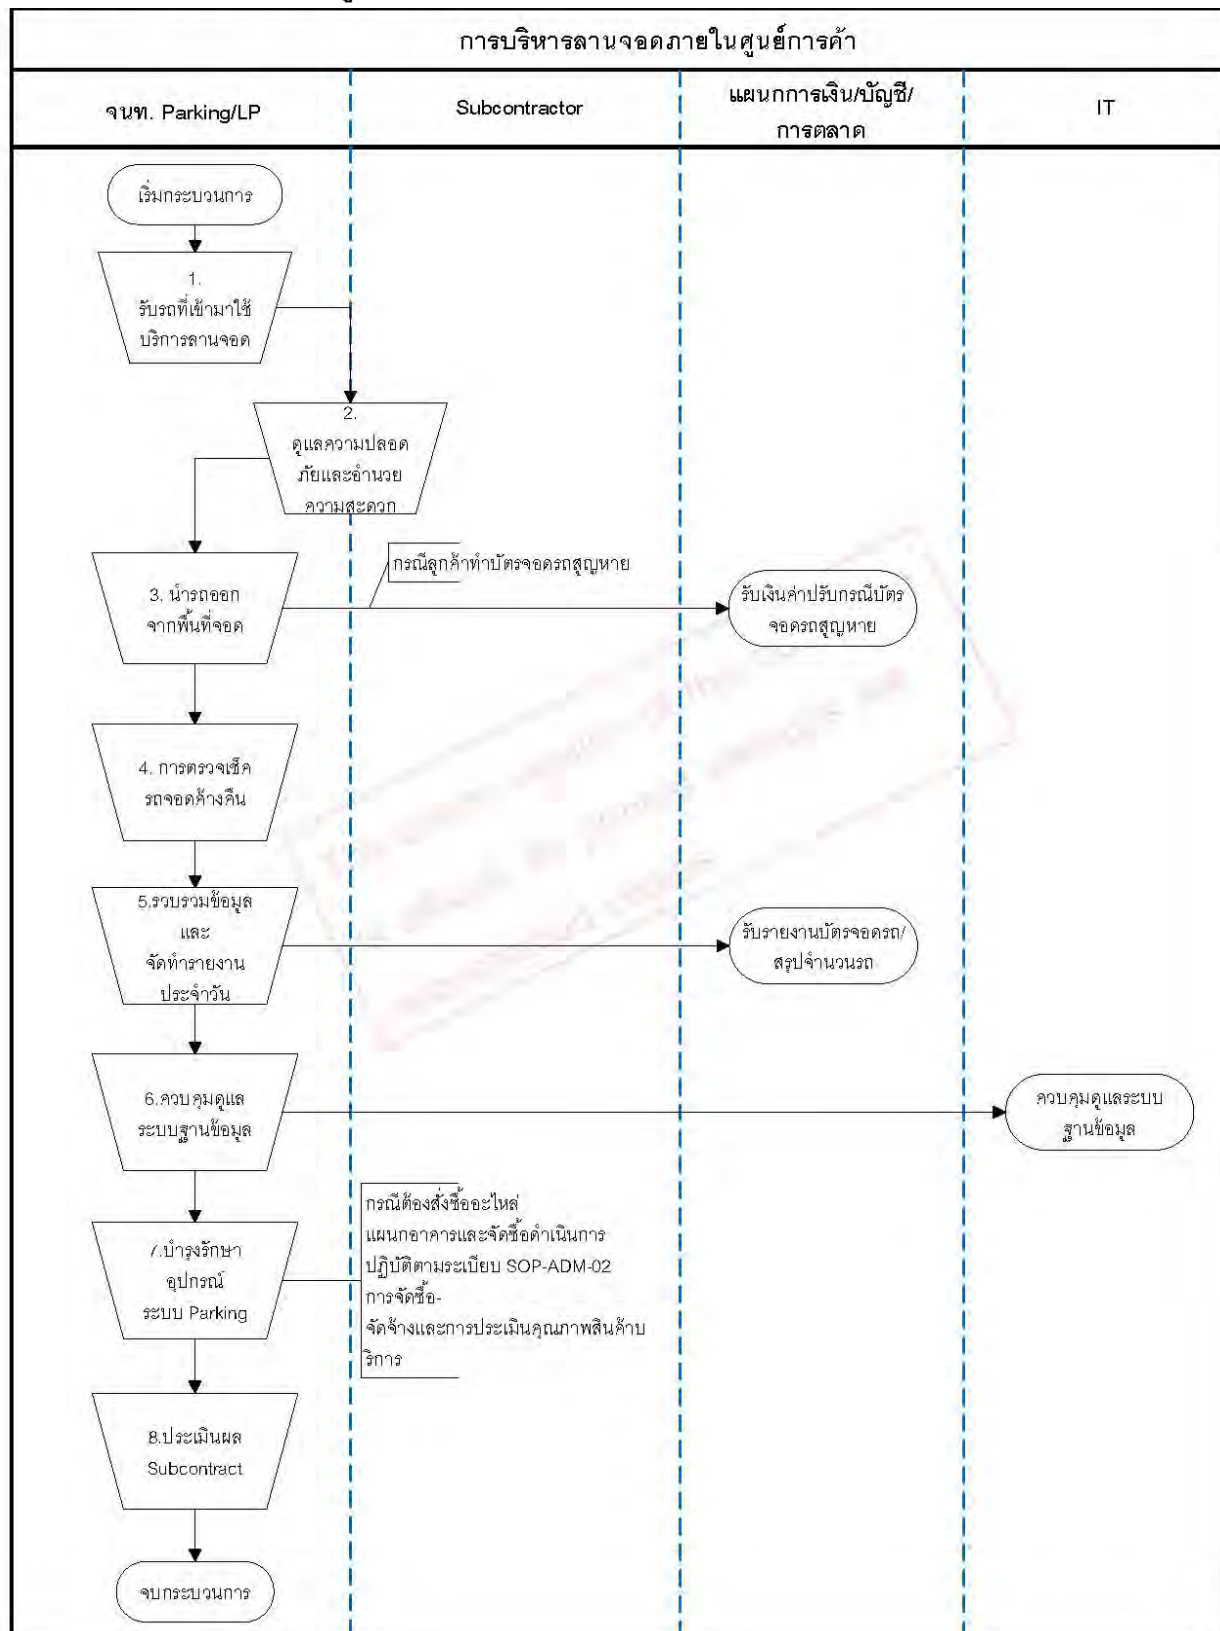 การบริหารลานจอดภายในศูนย์การค้า
จนท. Parking/LP
Subcontractor
แผนกการเงิน/บัญชี/
การตลาด
IT
เริ่มกระบวนการ
1.
รับรถที่เข้ามาใช้
บริการลานจอด
2.
ดูแลความปลอด
ภัยและอำนวย
ความสะดวก
กรณีลูกค้าทำบัตรจอดรถสูญหาย
3. นำรถออก
จากพื้นที่จอด
รับเงินค่าปรับกรณีบัตร
จอดรถสูญหาย
4. การตรวจเช็ค
รถจอดค้างคืน
5.รวบรวมข้อมูล
และ
จัดทำรายงาน
ประจำวัน
รับรายงานบัตรจอดรถ/
สรุปจำนวนรถ
6.ควบคุมดูแล
ระบบฐานข้อมูล
ควบคุมดูแลระบบ
ฐานข้อมูล
กรณีต้องสั่งซื้ออะไหล่
แผนกอาคารและจัดซื้อดำเนินการ
ปฏิบัติตามระเบียบ SOP-ADM-02
การจัดซื้อ-
จัดจ้างและการประเมินคุณภาพสินค้าบ
ริการ
7.บำรุงรักษา
อุปกรณ์
ระบบ Parking
8.ประเมินผล
Subcontract
จบกระบวนการ